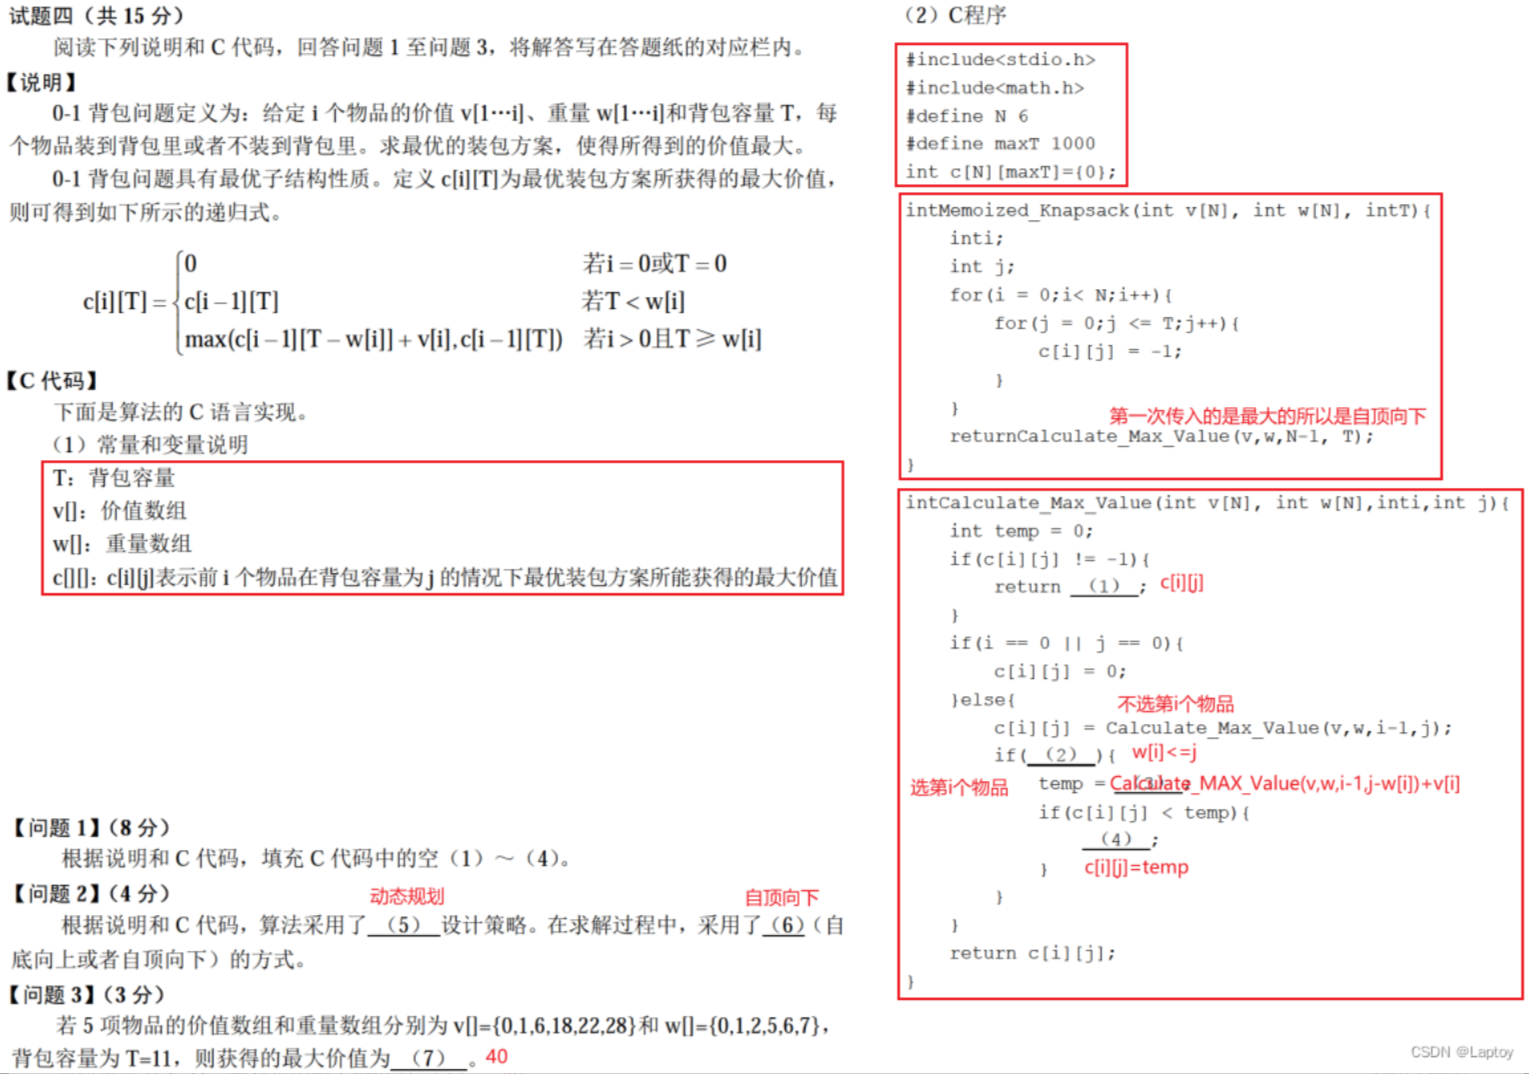 试题四（共 15 分）
阅读下列说明和 C 代码，回答问题 1 至问题 3，将解答写在答题纸的对应栏内。
【说明】
0-1 背包问题定义为：给定 i 个物品的价值 v[1…i]、重量 w[1…i]和背包容量 T，每
个物品装到背包里或者不装到背包里。求最优的装包方案，使得所得到的价值最大。
0-1 背包问题具有最优子结构性质。定义 c[i][T]为最优装包方案所获得的最大价值，
则可得到如下所示的递归式。
0 若i = 0或T = 0
c[i][T] = { c[i – 1][T] 若T < w[i]
max(c[i – 1][T – w[i]] + v[i], c[i – 1][T]) 若i > 0且T ≥ w[i]
【C 代码】
下面是算法的 C 语言实现。
（1）常量和变量说明
T：背包容量
v[]：价值数组
w[]：重量数组
c[][]：c[i][j]表示前 i 个物品在背包容量为 j 的情况下最优装包方案所能获得的最大价值
【问题 1】（8 分）
根据说明和 C 代码，填充 C 代码中的空（1）～（4）。
【问题 2】（4 分）
动态规划 自顶向下
根据说明和 C 代码，算法采用了 （5） 设计策略。在求解过程中，采用了（6）（自
底向上或者自顶向下）的方式。
【问题 3】（3 分）
若 5 项物品的价值数组和重量数组分别为 v[]={0,1,6,18,22,28}和 w[]={0,1,2,5,6,7}，
背包容量为 T=11，则获得的最大价值为 （7） 。40
（2）C程序
#include<stdio.h>
#include<math.h>
#define N 6
#define maxT 1000
int c[N][maxT]={0};
intMemoized_Knapsack(int v[N], int w[N], intT){
inti;
int j;
for(i = 0;i< N;i++){
for(j = 0;j <= T;j++){
c[i][j] = -1;
}
}
第一次传入的是最大的所以是自顶向下
returnCalculate_Max_Value(v,w,N-1, T);
}
intCalculate_Max_Value(int v[N], int w[N],inti,int j){
int temp = 0;
if(c[i][j] != -1){
return （1） ; c[i][j]
}
if(i == 0 || j == 0){
c[i][j] = 0;
}else{
不选第i个物品
c[i][j] = Calculate_Max_Value(v,w,i-1,j);
if( （2） ){ w[i]<=j
选第i个物品 temp = Calculate_MAX_Value(v,w,i-1,j-w[i])+v[i]
if(c[i][j] < temp){
（4） ;
} c[i][j]=temp
}
}
return c[i][j];
}
CSDN @Laptoy